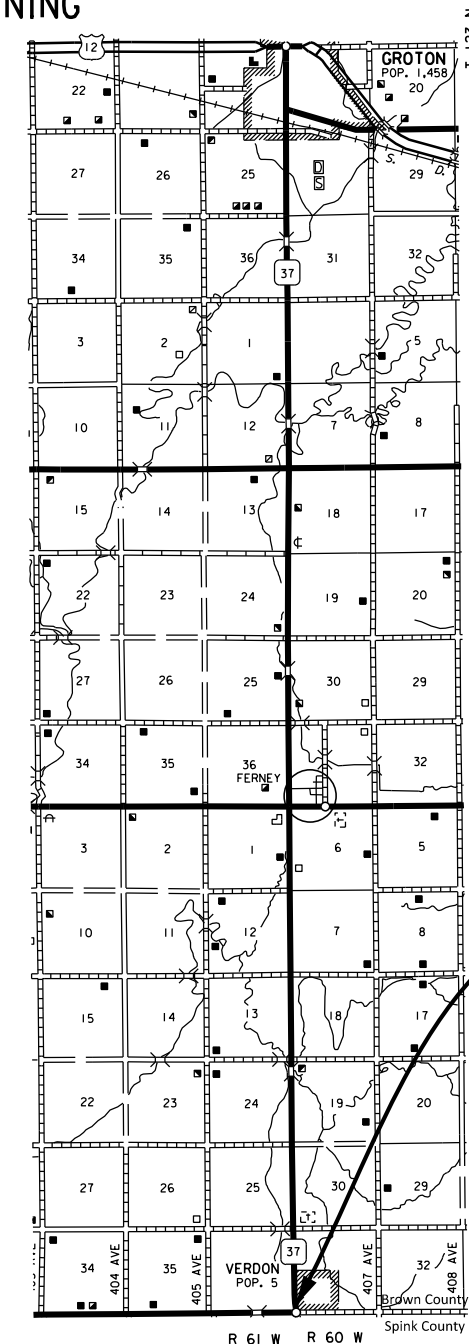 NING
12
GROTON
POP. 1,458
22 20
S. D.
27 26 25 29
D
S
34 35 36 31 32
37
3 2 1 5
10 11 12 7 8
15 14 13 18 17
22 23 24 19 20
27 26 25 30 29
34 35 36 32
FERNEY
3 2 1 6 5
10 11 12 7 8
15 14 13 18 17
22 23 24 19 20
27 26 25 30 29
37
34 35 32
404 AVE
405 AVE
VERDON
POP. 5
407 AVE
408 AVE
Brown County
Spink County
R 61 W R 60 W